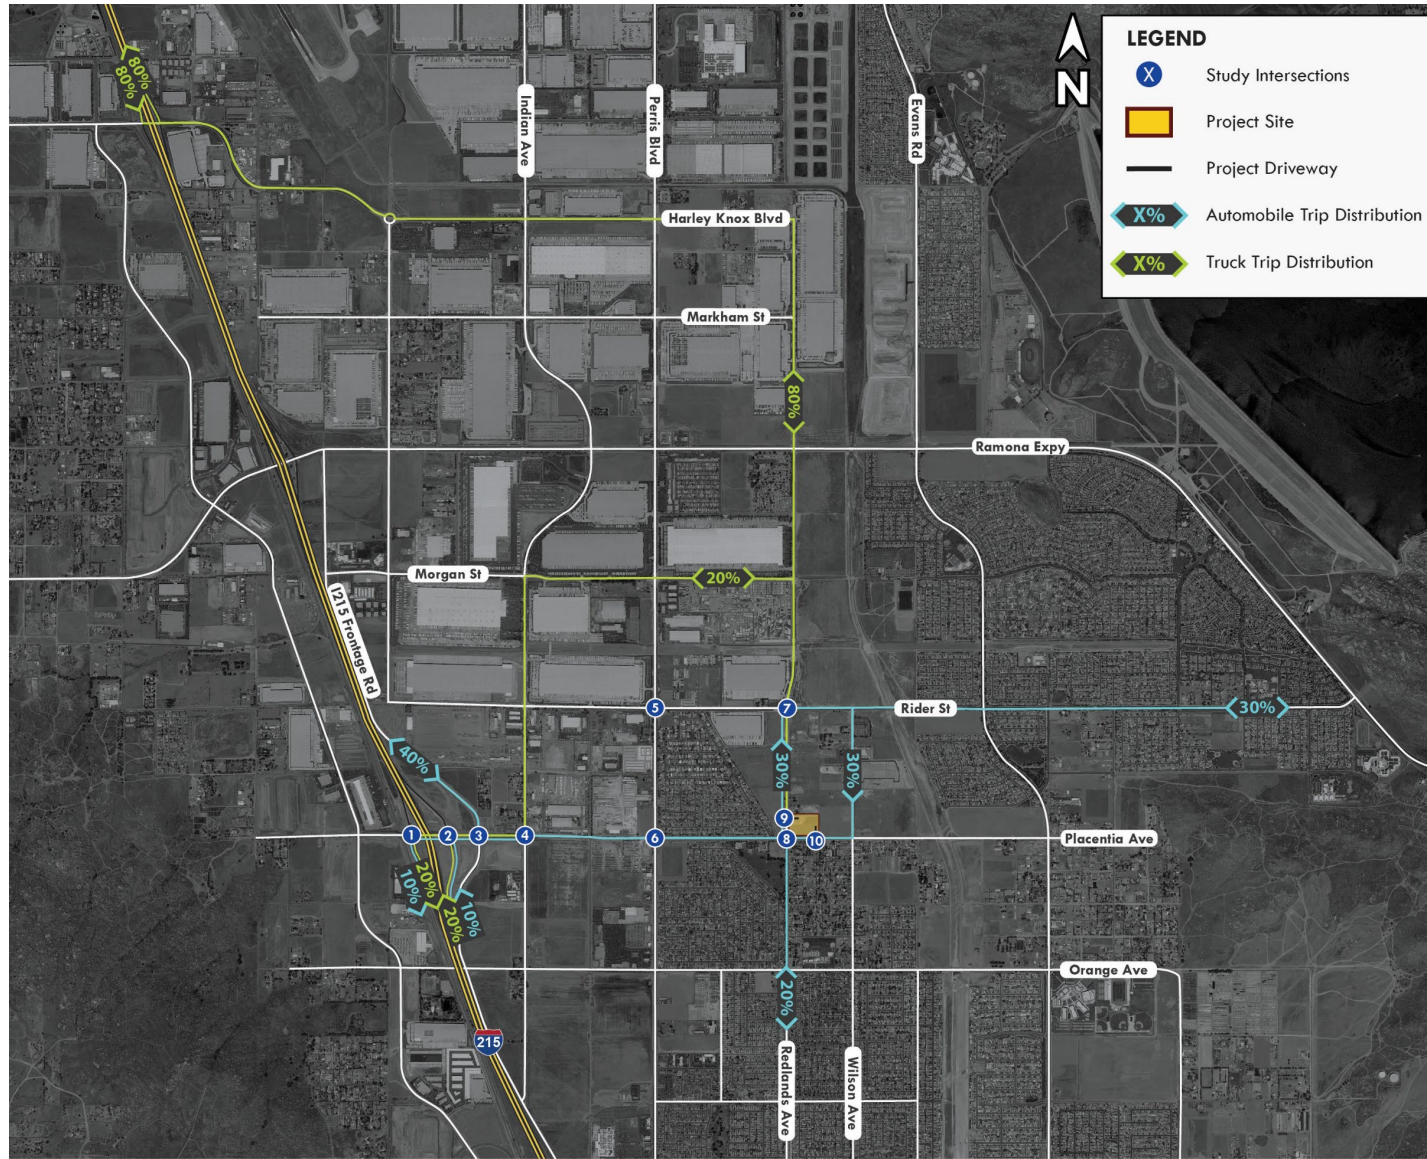 LEGEND
X Study Intersections
Project Site
Project Driveway
X% Automobile Trip Distribution
X% Truck Trip Distribution
N
80%
80%
Indian Ave
Perris Blvd
Evans Rd
Harley Knox Blvd
Markham St
80%
Ramona Expy
Morgan St
20%
I215 Frontage Rd
5
7
Rider St
30%
40%
30%
30%
9
1
2
3
4
6
8
10
Placentia Ave
10%
20%
20%
10%
Orange Ave
20%
215
Redlands Ave
Wilson Ave